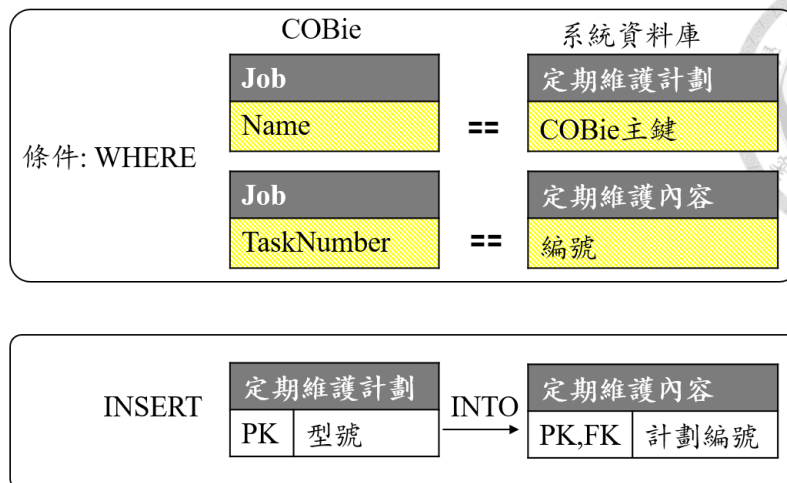 COBie 系統資料庫
Job 定期維護計劃
Name == COBie主鍵
條件: WHERE
Job 定期維護內容
TaskNumber == 編號
定期維護計劃 定期維護內容
INSERT INTO
PK 型號 PK,FK 計劃編號